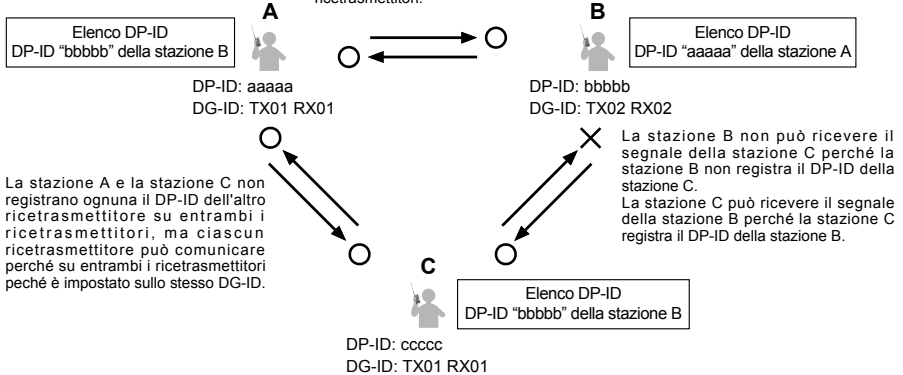 ricetrasmettitori.
A
B
Elenco DP-ID
DP-ID “bbbbb” della stazione B
Elenco DP-ID
DP-ID “aaaaa” della stazione A
DP-ID: aaaaa
DG-ID: TX01 RX01
DP-ID: bbbbb
DG-ID: TX02 RX02
La stazione B non può ricevere il
segnale della stazione C perché la
stazione B non registra il DP-ID della
stazione C.
La stazione C può ricevere il segnale
della stazione B perché la stazione C
registra il DP-ID della stazione B.
La stazione A e la stazione C non
registrano ognuna il DP-ID dell'altro
ricetrasmettitore su entrambi i
ricetrasmettitori, ma ciascun
ricetrasmettitore può comunicare
perché su entrambi i ricetrasmettitori
peché è impostato sullo stesso DG-ID.
C
Elenco DP-ID
DP-ID “bbbbb” della stazione B
DP-ID: ccccc
DG-ID: TX01 RX01